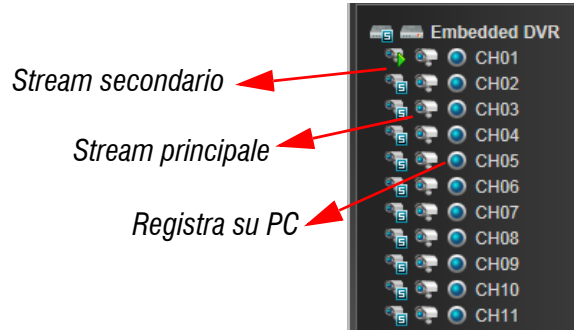 Embedded DVR
CH01
Stream secondario
CH02
CH03
CH04
Stream principale
CH05
CH06
Registra su PC
CH07
CH08
CH09
CH10
CH11